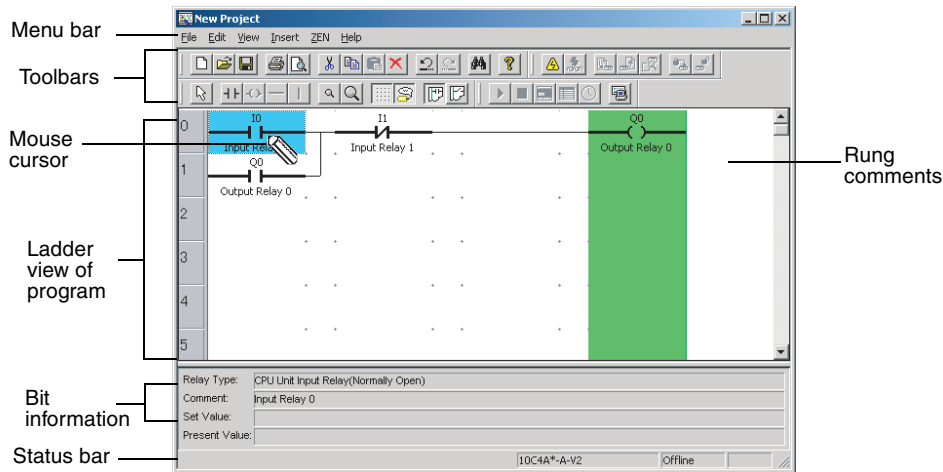 New Project
Menu bar
File Edit View Insert ZEN Help
Toolbars
0
I0
I1
Q0
Mouse cursor
Input Rela
Input Relay 1
Output Relay 0
Rung comments
1
Q0
Output Relay 0
2
Ladder view of program
3
4
5
Bit information
Relay Type: CPU Unit Input Relay(Normally Open)
Comment: Input Relay 0
Set Value:
Present Value:
Status bar
10C4A*-A-V2
Offline